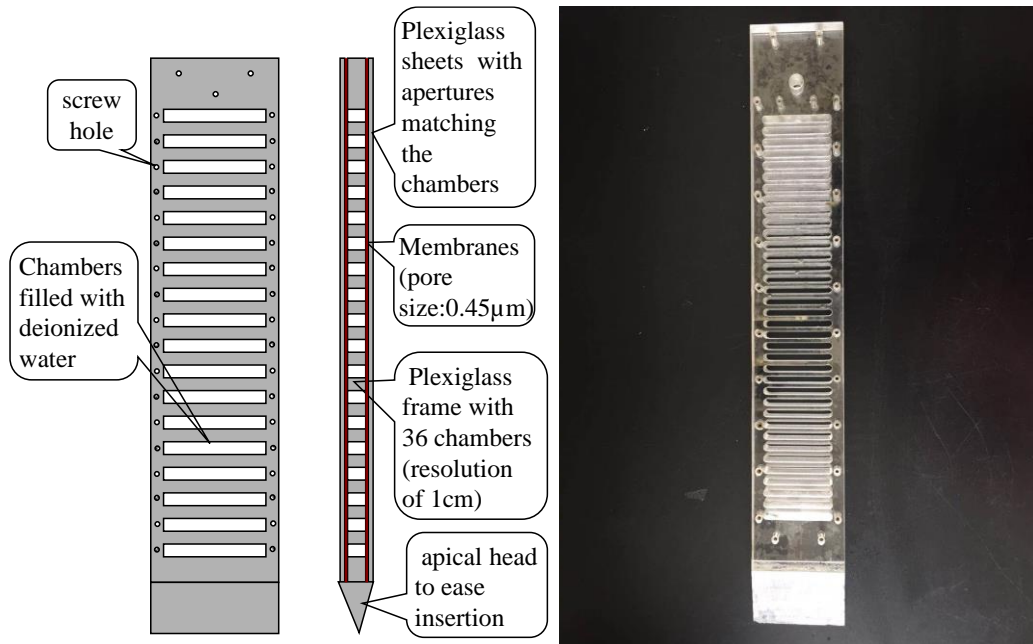 screw
hole
Chambers
filled with
deionized
water
Plexiglass
sheets with
apertures
matching
the
chambers
Membranes
(pore
size:0.45µm)
Plexiglass
frame with
36 chambers
(resolution
of 1cm)
apical head
to ease
insertion